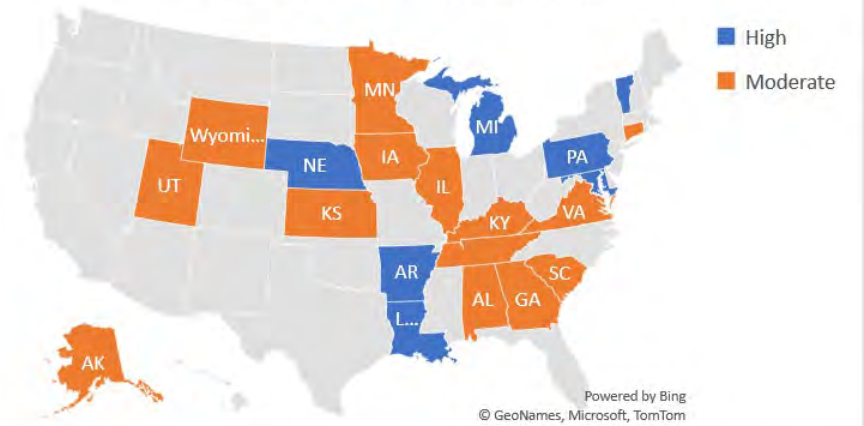 High
Moderate
MN
Wyomi...
MI
NE
IA
PA
UT
IL
KS
KY
VA
AR
SC
AL
GA
L...
AK
Powered by Bing
© GeoNames, Microsoft, TomTom